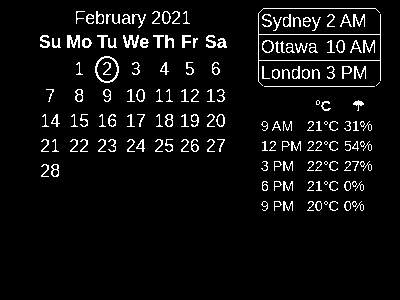 February 2021
Su Mo Tu We Th Fr Sa
1 2 3 4 5 6
7 8 9 10 11 12 13
14 15 16 17 18 19 20
21 22 23 24 25 26 27
28
Sydney 2 AM
Ottawa 10 AM
London 3 PM
°C ☂
9 AM 21°C 31%
12 PM 22°C 54%
3 PM 22°C 27%
6 PM 21°C 0%
9 PM 20°C 0%